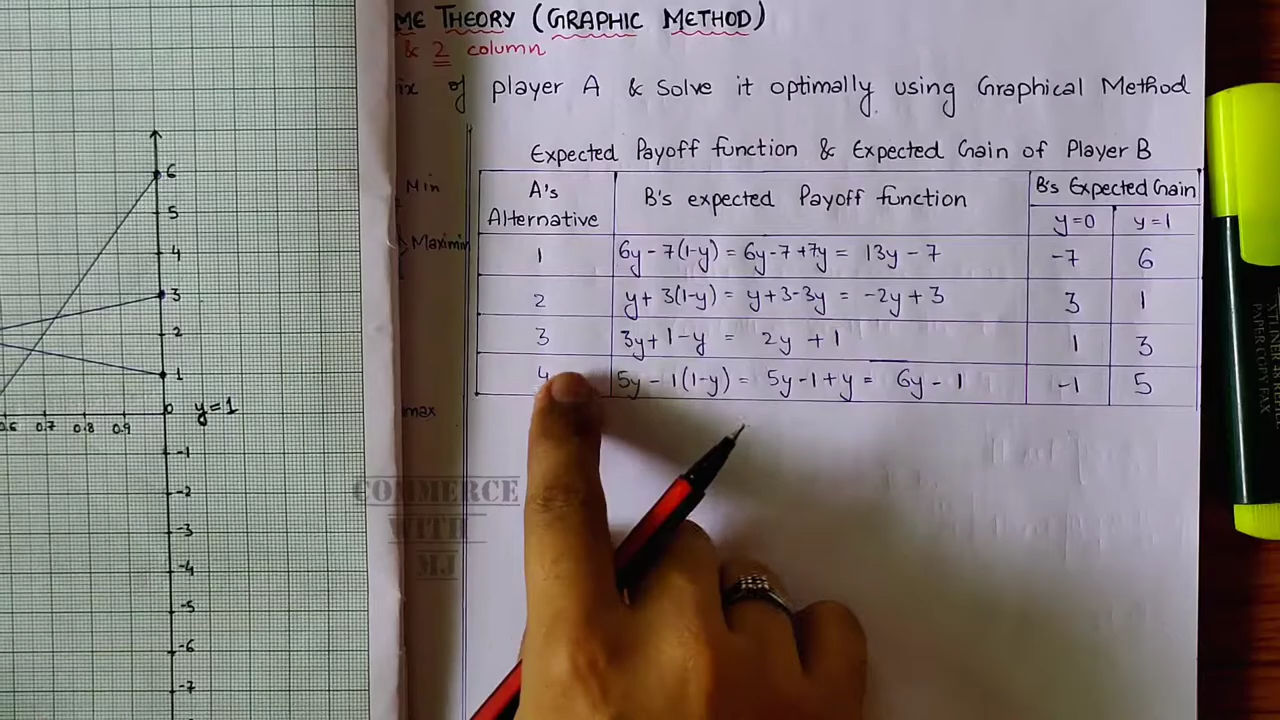 ME THEORY (GRAPHIC METHOD)
& 2 column
ix of player A & Solve it optimally using Graphical Method
Expected Payoff function & Expected Gain of Player B
A's Alternative
B's expected Payoff function
B's Expected Gain
y=0 y=1
1 6y-7(1-y) = 6y-7+7y = 13y-7 -7 6
2 y+3(1-y) = y+3-3y = -2y+3 3 1
3 3y+1-y = 2y+1 1 3
4 5y-1(1-y) = 5y-1+y = 6y-1 -1 5
Min
Maximin
max
6
5
4
3
2
1
0 y=1
0.6 0.7 0.8 0.9
-1
-2
-3
-4
-5
-6
-7
COMMERCE
WITH
MJ